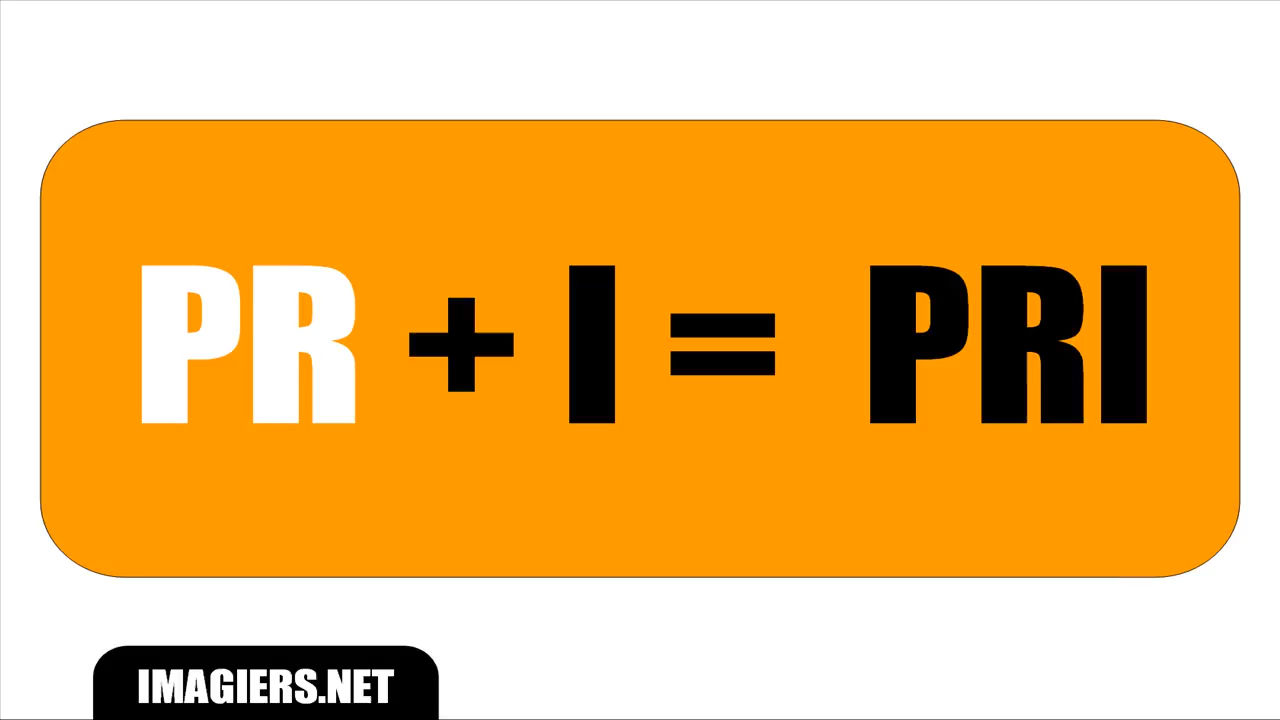 PR + I = PRI
IMAGIERS.NET